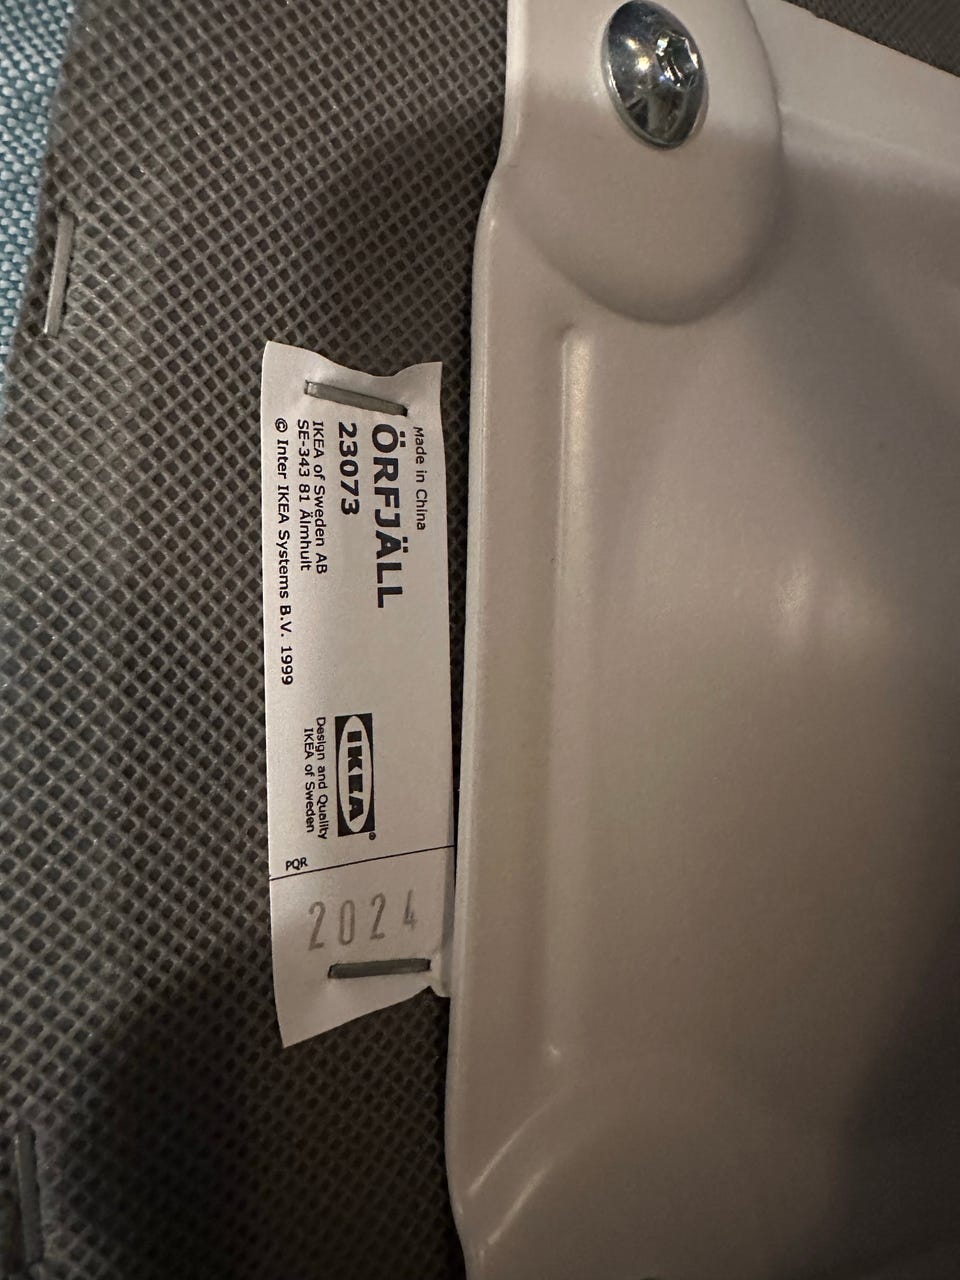 Made in China
ÖRFJÄLL
23073
IKEA of Sweden AB
SE-343 81 Älmhult
© Inter IKEA Systems B.V. 1999
IKEA®
Design and Quality
IKEA of Sweden
PQR
2024